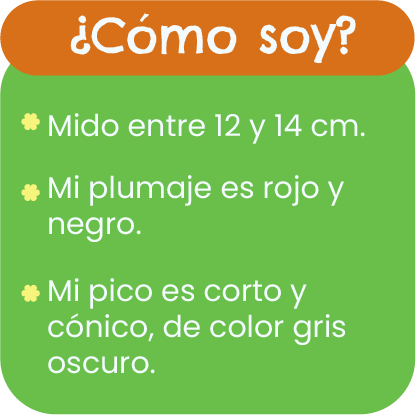 ¿Cómo soy?
Mido entre 12 y 14 cm.
Mi plumaje es rojo y
negro.
Mi pico es corto y
cónico, de color gris
oscuro.